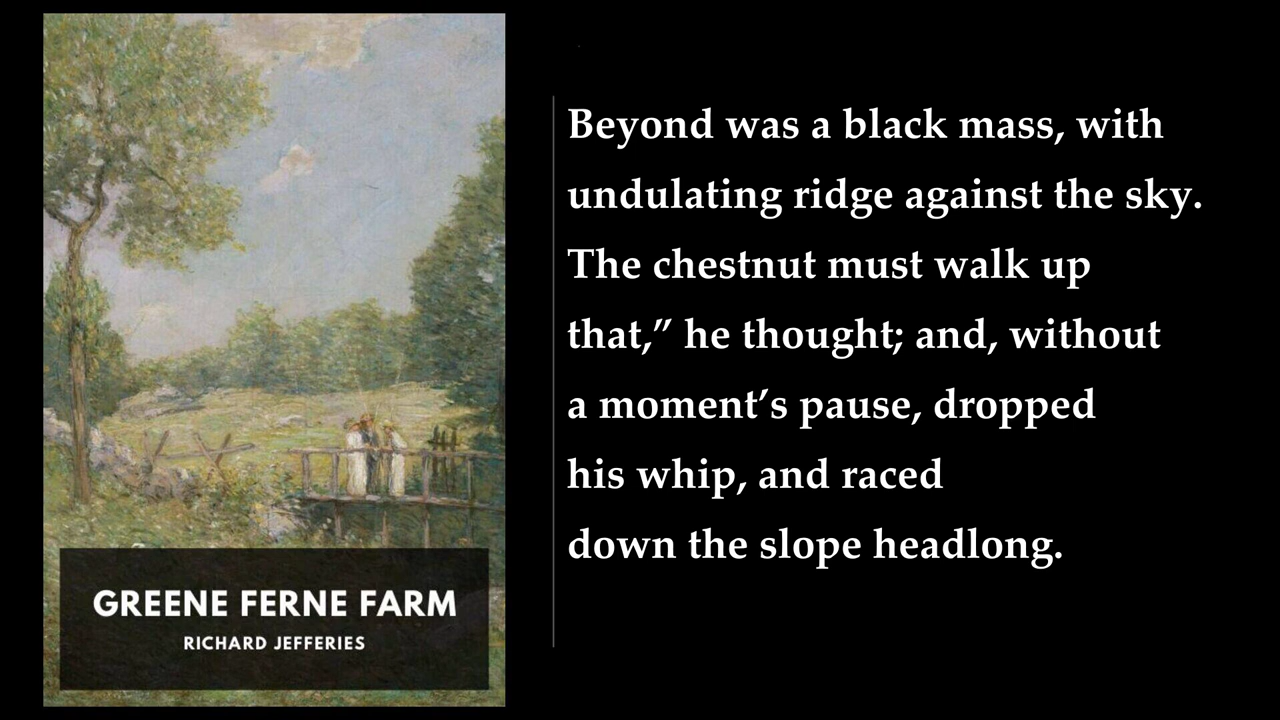 Beyond was a black mass, with
undulating ridge against the sky.
The chestnut must walk up
that,” he thought; and, without
a moment’s pause, dropped
his whip, and raced
down the slope headlong.
GREENE FERNE FARM
RICHARD JEFFERIES